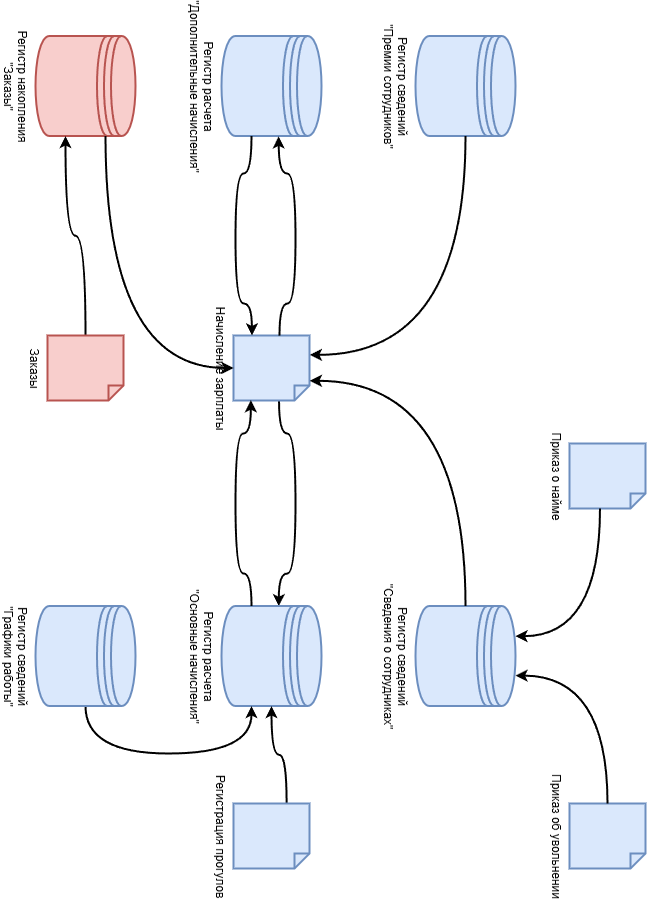 Приказ о найме
Приказ об увольнении
Регистр сведений
"Премии сотрудников"
Регистр сведений
"Сведения о сотрудниках"
Регистр расчета
"Дополнительные начисления"
Начисление зарплаты
Регистр расчета
"Основные начисления"
Регистрация прогулов
Регистр накопления
"Заказы"
Заказы
Регистр сведений
"Графики работы"